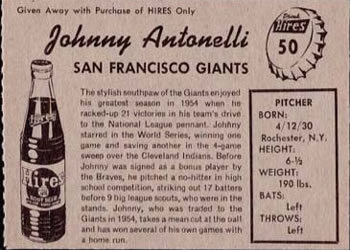 Given Away with Purchase of HIRES Only
Drink
Hires
50
Johnny Antonelli
SAN FRANCISCO GIANTS
The stylish southpaw of the Giants enjoyed
his greatest season in 1954 when he
racked-up 21 victories in his team's drive
to the National League pennant. Johhny
starred in the World Series, winning one
game and saving another in the 4-game
sweep over the Cleveland Indians. Before
Johnny was signed as a bonus player by
the Braves, he pitched a no-hitter in high
school competition, striking out 17 batters
before 9 big league scouts, who were in the
stands. Johnny, who was traded to the
Giants in 1954, takes a mean cut at the ball
and has won several of his own games with
a home run.
Hires
ROOT BEER
PITCHER
BORN:
4/12/30
Rochester, N.Y.
HEIGHT:
6-½
WEIGHT:
190 lbs.
BATS:
Left
THROWS:
Left